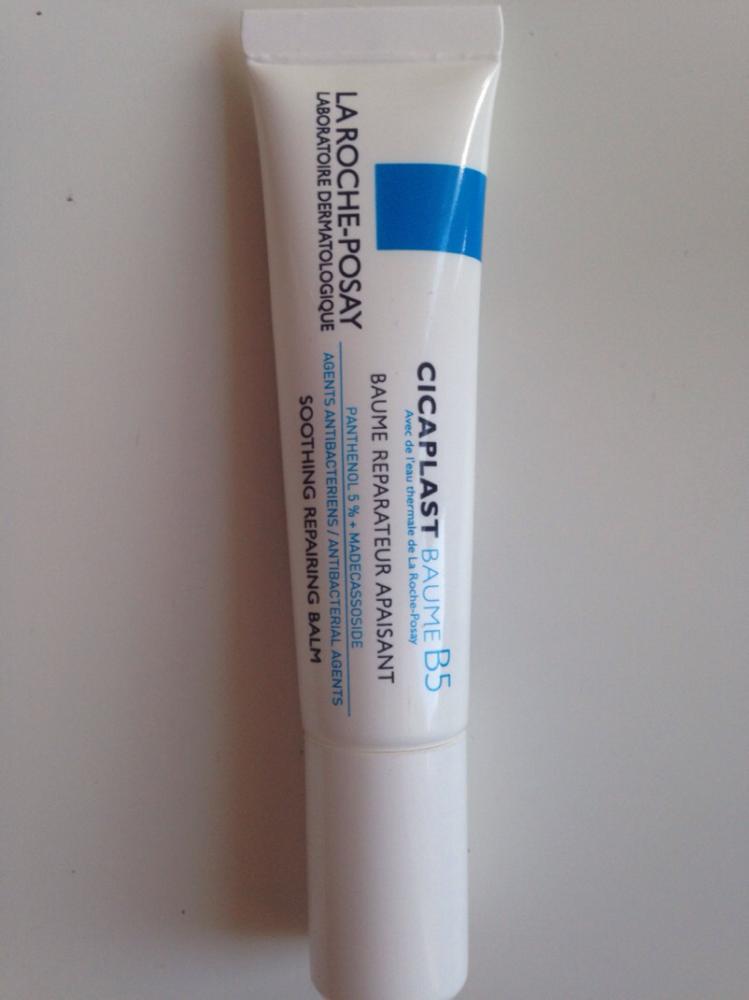 LA ROCHE-POSAY
LABORATOIRE DERMATOLOGIQUE
CICAPLAST BAUME B5
Avec de l'eau thermale de La Roche-Posay
BAUME REPARATEUR APAISANT
PANTHENOL 5 % + MADECASSOSIDE
AGENTS ANTIBACTERIENS / ANTIBACTERIAL AGENTS
SOOTHING REPAIRING BALM